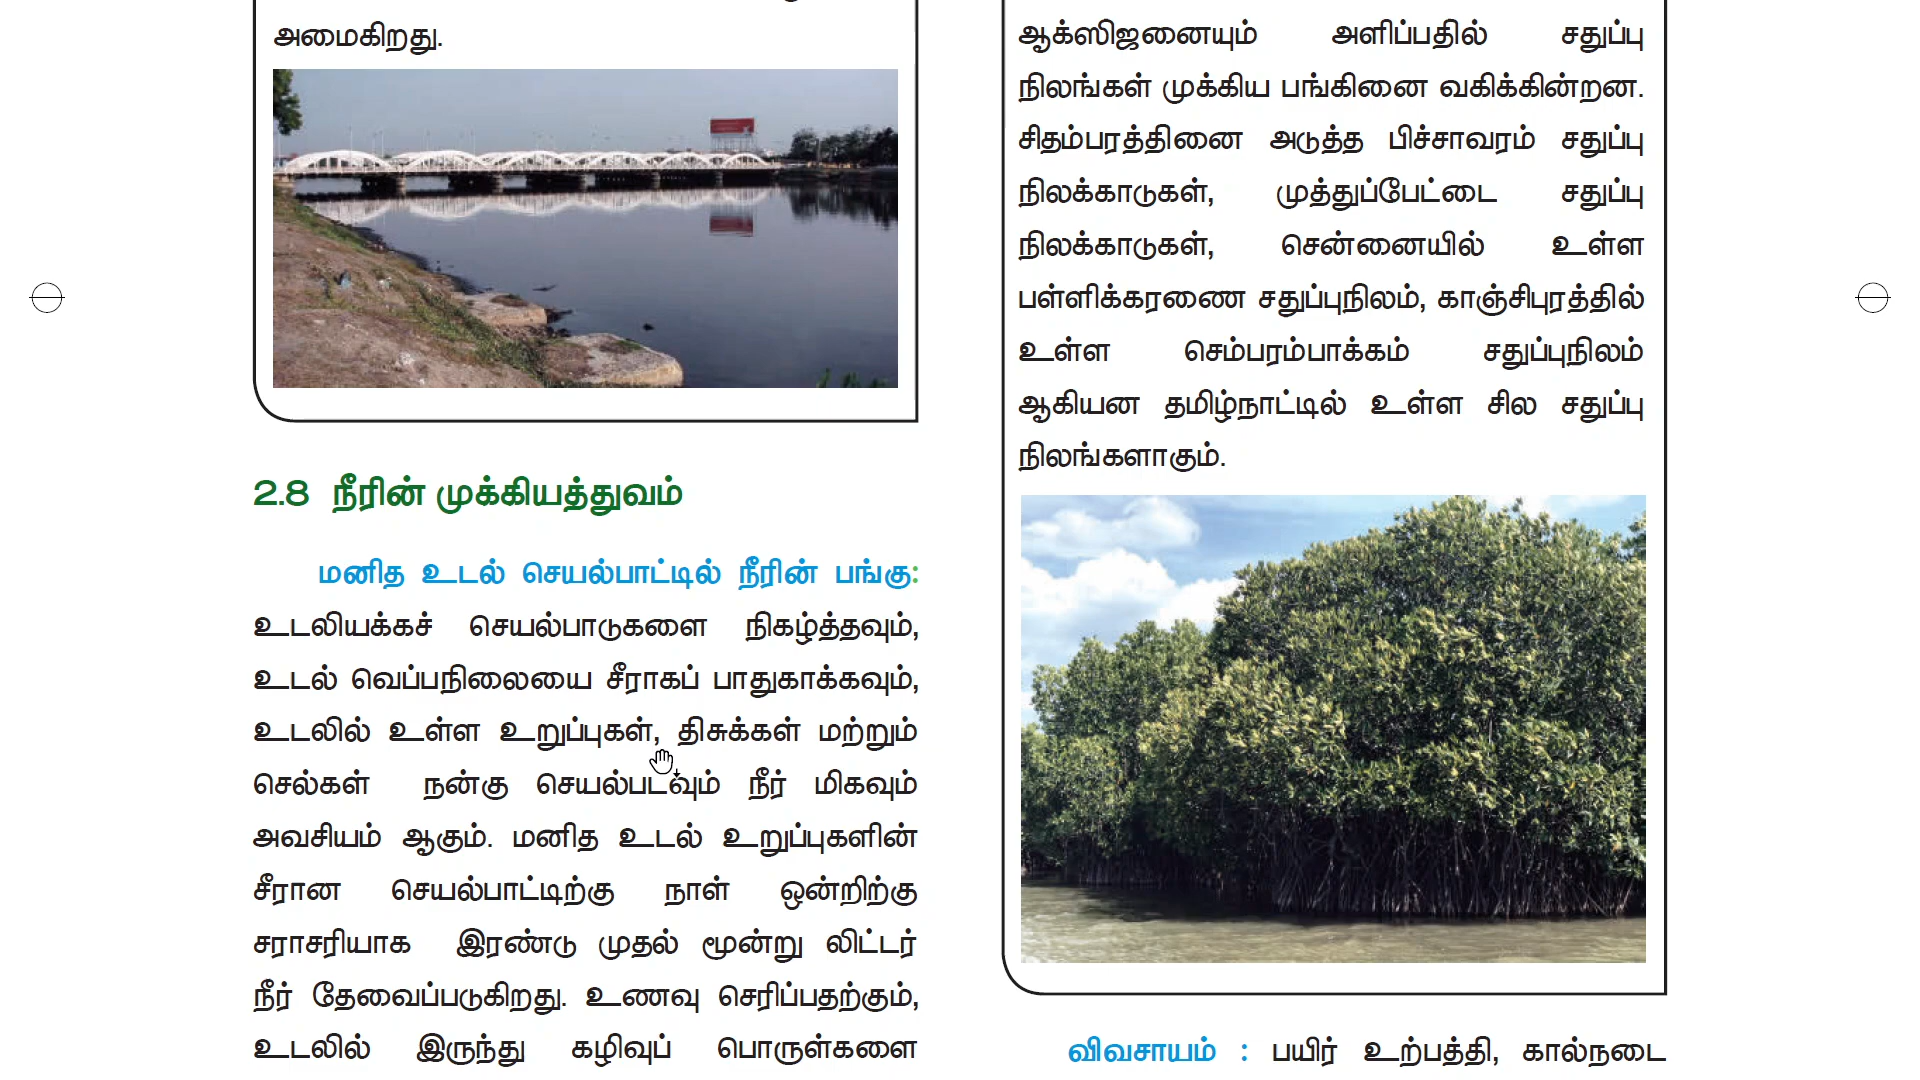 அமைகிறது.
2.8 நீரின் முக்கியத்துவம்
மனித உடல் செயல்பாட்டில் நீரின் பங்கு:
உடலியக்கச் செயல்பாடுகளை நிகழ்த்தவும்,
உடல் வெப்பநிலையை சீராகப் பாதுகாக்கவும்,
உடலில் உள்ள உறுப்புகள், திசுக்கள் மற்றும்
செல்கள் நன்கு செயல்படவும் நீர் மிகவும்
அவசியம் ஆகும். மனித உடல் உறுப்புகளின்
சீரான செயல்பாட்டிற்கு நாள் ஒன்றிற்கு
சராசரியாக இரண்டு முதல் மூன்று லிட்டர்
நீர் தேவைப்படுகிறது. உணவு செரிப்பதற்கும்,
உடலில் இருந்து கழிவுப் பொருள்களை
ஆக்ஸிஜனையும் அளிப்பதில் சதுப்பு
நிலங்கள் முக்கிய பங்கினை வகிக்கின்றன.
சிதம்பரத்தினை அடுத்த பிச்சாவரம் சதுப்பு
நிலக்காடுகள், முத்துப்பேட்டை சதுப்பு
நிலக்காடுகள், சென்னையில் உள்ள
பள்ளிக்கரணை சதுப்புநிலம், காஞ்சிபுரத்தில்
உள்ள செம்பரம்பாக்கம் சதுப்புநிலம்
ஆகியன தமிழ்நாட்டில் உள்ள சில சதுப்பு
நிலங்களாகும்.
விவசாயம் : பயிர் உற்பத்தி, கால்நடை